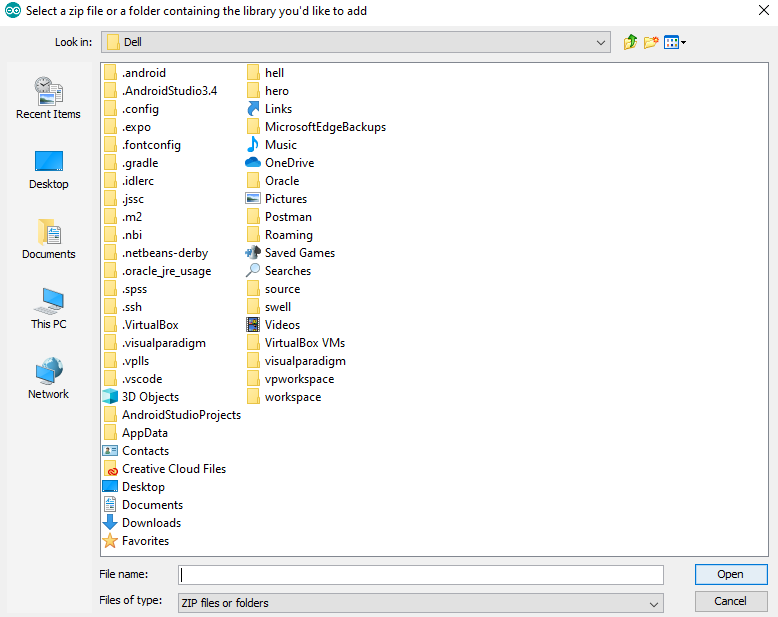 Select a zip file or a folder containing the library you'd like to add
Look in:
Dell
Recent Items
Desktop
Documents
This PC
Network
.android
.AndroidStudio3.4
.config
.expo
.fontconfig
.gradle
.idlerc
.jssc
.m2
.nbi
.netbeans-derby
.oracle_jre_usage
.spss
.ssh
.VirtualBox
.visualparadigm
.vplls
.vscode
3D Objects
AndroidStudioProjects
AppData
Contacts
Creative Cloud Files
Desktop
Documents
Downloads
Favorites
hell
hero
Links
MicrosoftEdgeBackups
Music
OneDrive
Oracle
Pictures
Postman
Roaming
Saved Games
Searches
source
swell
Videos
VirtualBox VMs
visualparadigm
vpworkspace
workspace
File name:
Open
Files of type:
ZIP files or folders
Cancel